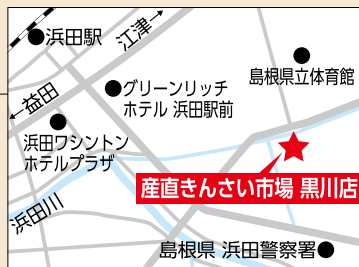 浜田駅
江津
島根県立体育館
グリーンリッチ
ホテル 浜田駅前
益田
浜田ワシントン
ホテルプラザ
産直きんさい市場 黒川店
浜田川
島根県 浜田警察署